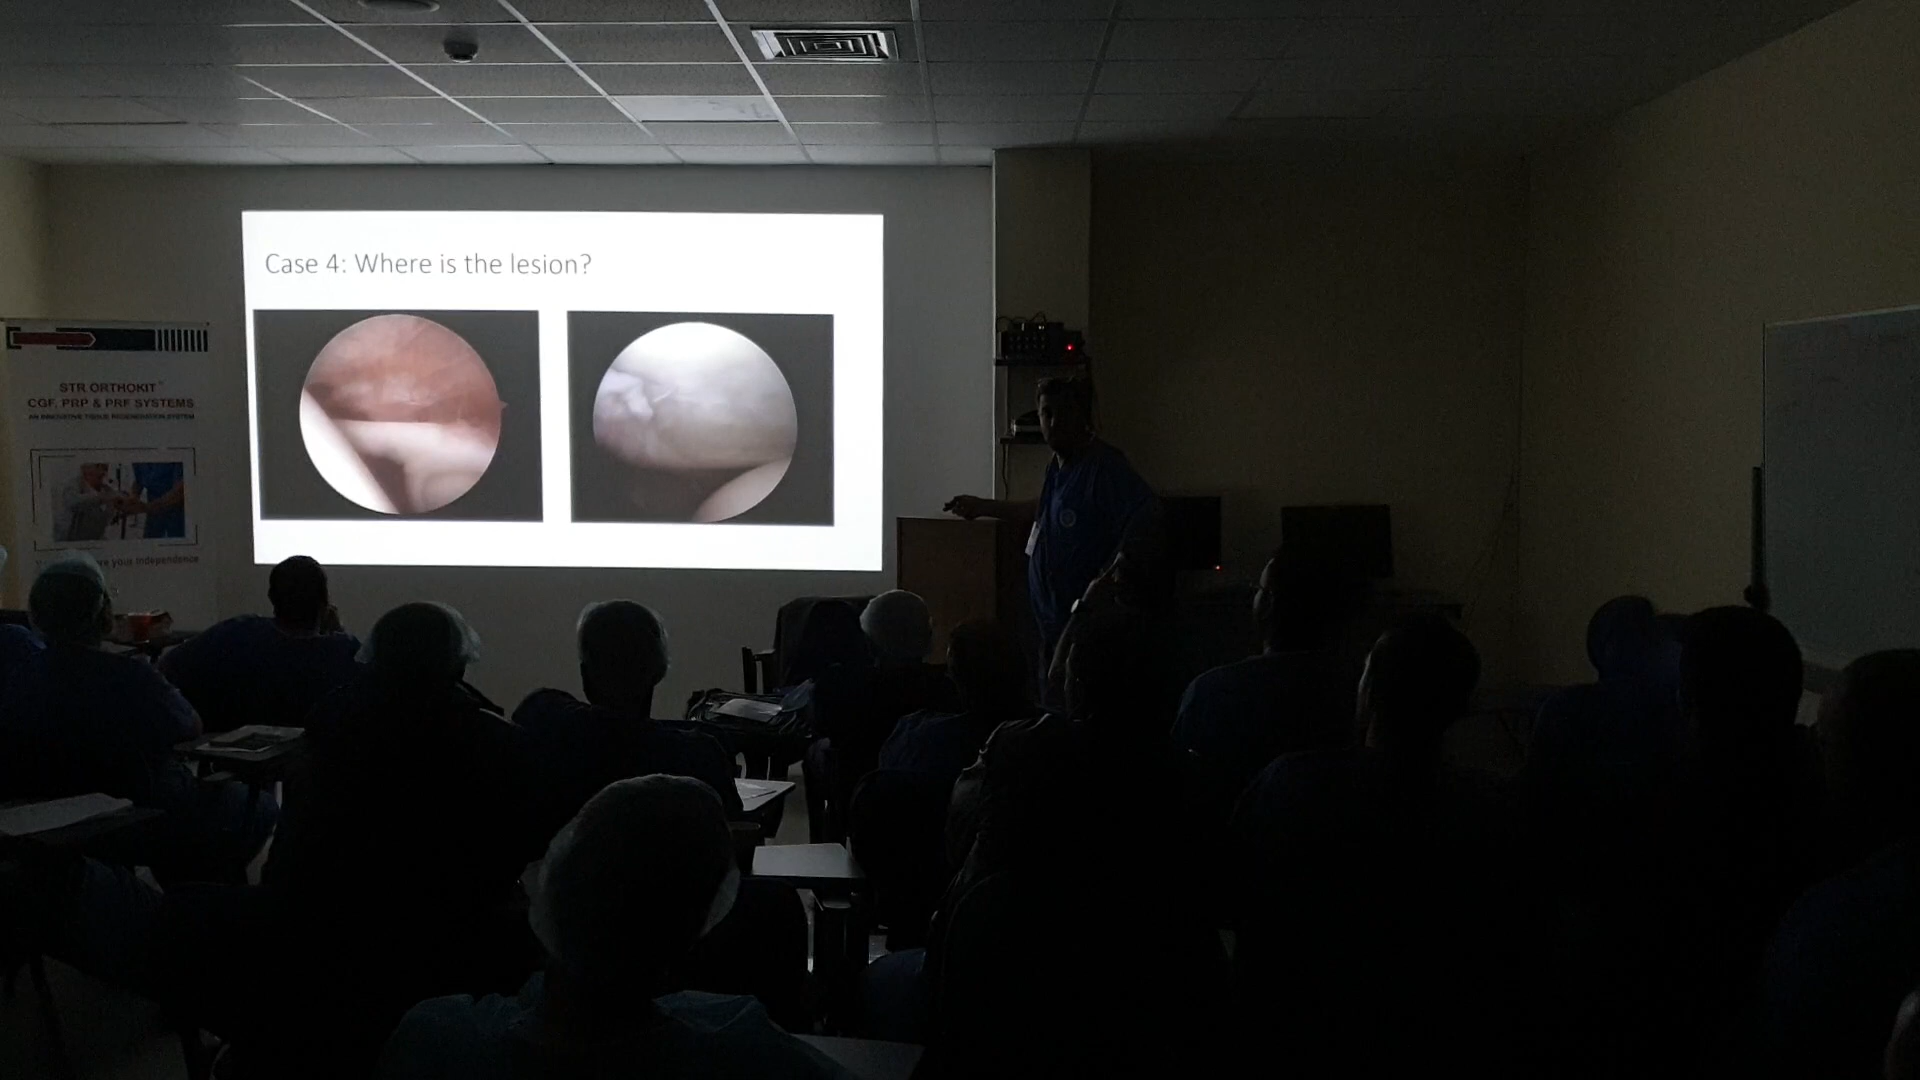 Case 4: Where is the lesion?
STR ORTHOKIT
CGF, PRP & PRF SYSTEMS
AN INNOVATIVE TISSUE REGENERATION SYSTEM
your Independence